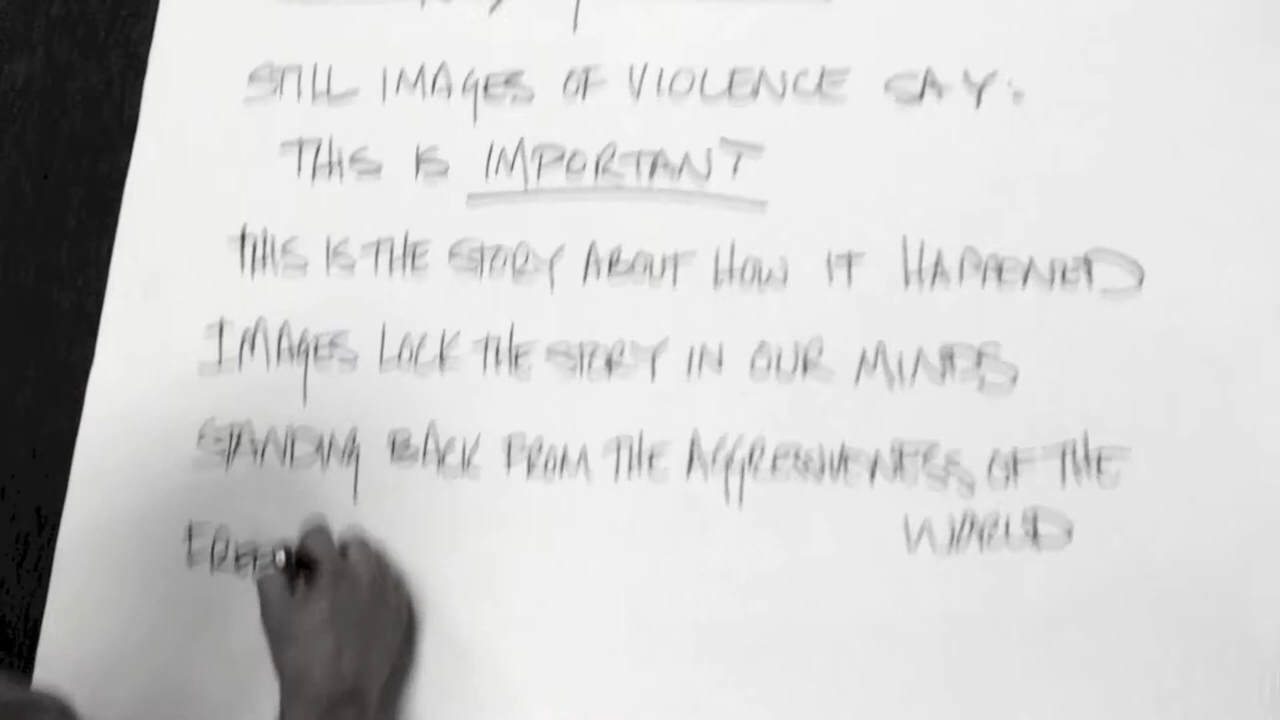 STILL IMAGES OF VIOLENCE SAY:
THIS IS IMPORTANT
THIS IS THE STORY ABOUT HOW IT HAPPENED
IMAGES LOCK THE STORY IN OUR MINDS
STANDING BACK FROM THE AGGRESSIVENESS OF THE
WORLD